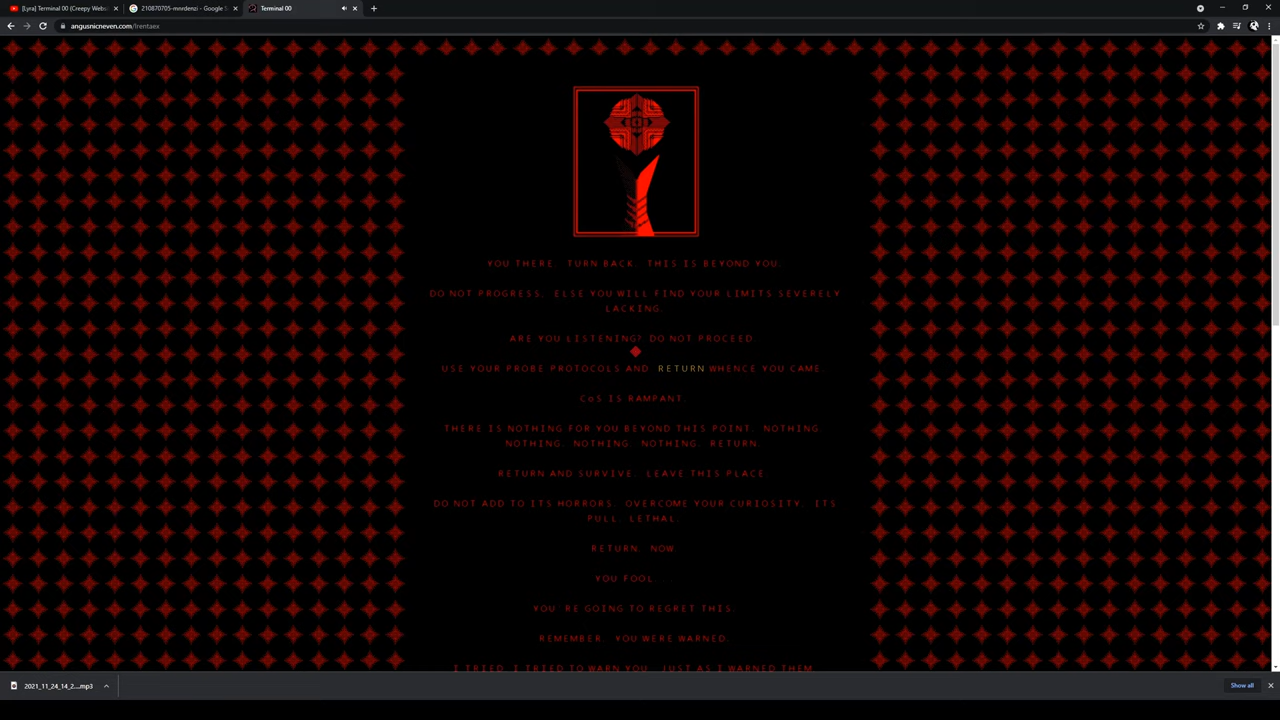 [Lyra] Terminal 00 (Creepy Webs
210870705-mnrdenzi - Google S
Terminal 00
angusnicneven.com/lrentaex
YOU THERE. TURN BACK. THIS IS BEYOND YOU.
DO NOT PROGRESS. ELSE YOU WILL FIND YOUR LIMITS SEVERELY
LACKING.
ARE YOU LISTENING? DO NOT PROCEED.
USE YOUR PROBE PROTOCOLS AND RETURN WHENCE YOU CAME
CoS IS RAMPANT.
THERE IS NOTHING FOR YOU BEYOND THIS POINT. NOTHING
NOTHING. NOTHING. NOTHING. RETURN.
RETURN AND SURVIVE. LEAVE THIS PLACE
DO NOT ADD TO ITS HORRORS. OVERCOME YOUR CURIOSITY. ITS
PULL. LETHAL.
RETURN. NOW.
YOU FOOL...
YOU RE GOING TO REGRET THIS
REMEMBER. YOU WERE WARNED.
I TRIED. I TRIED TO WARN YOU. JUST AS I WARNED THEM
2021_11_24_14_2....mp3
Show all